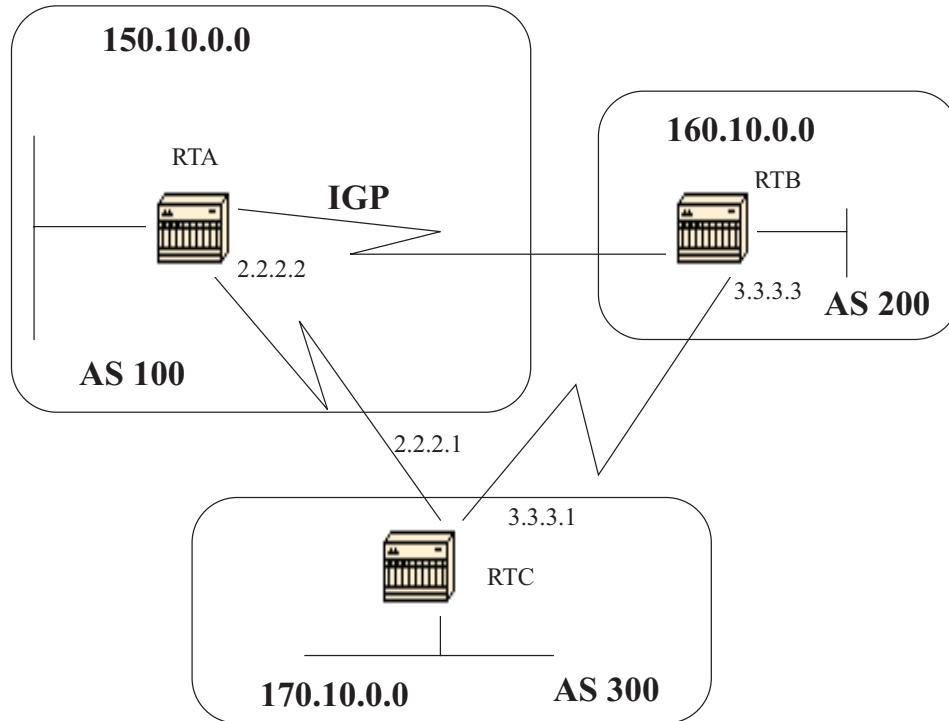 150.10.0.0
160.10.0.0
RTA
RTB
IGP
2.2.2.2
3.3.3.3
AS 200
AS 100
2.2.2.1
3.3.3.1
RTC
170.10.0.0
AS 300